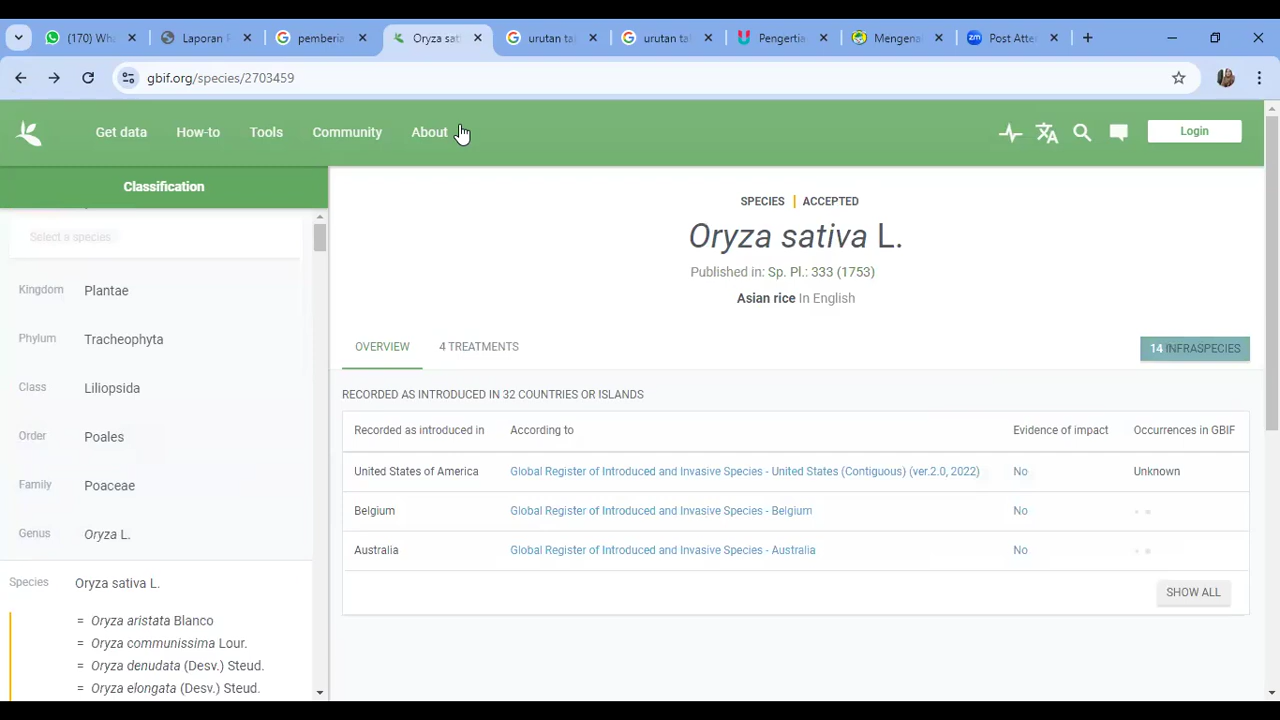 (170) Wha
Laporan P
pemberia
Oryza sat
urutan tak
urutan tak
Pengertia
Mengena
Post Atte
gbif.org/species/2703459
Get data How-to Tools Community About
Login
Classification
Select a species
Kingdom Plantae
Phylum Tracheophyta
Class Liliopsida
Order Poales
Family Poaceae
Genus Oryza L.
Species Oryza sativa L.
= Oryza aristata Blanco
= Oryza communissima Lour.
= Oryza denudata (Desv.) Steud.
= Oryza elongata (Desv.) Steud.
SPECIES | ACCEPTED
Oryza sativa L.
Published in: Sp. Pl.: 333 (1753)
Asian rice In English
OVERVIEW 4 TREATMENTS
14 INFRASPECIES
RECORDED AS INTRODUCED IN 32 COUNTRIES OR ISLANDS
Recorded as introduced in According to Evidence of impact Occurrences in GBIF
United States of America Global Register of Introduced and Invasive Species - United States (Contiguous) (ver.2.0, 2022) No Unknown
Belgium Global Register of Introduced and Invasive Species - Belgium No
Australia Global Register of Introduced and Invasive Species - Australia No
SHOW ALL